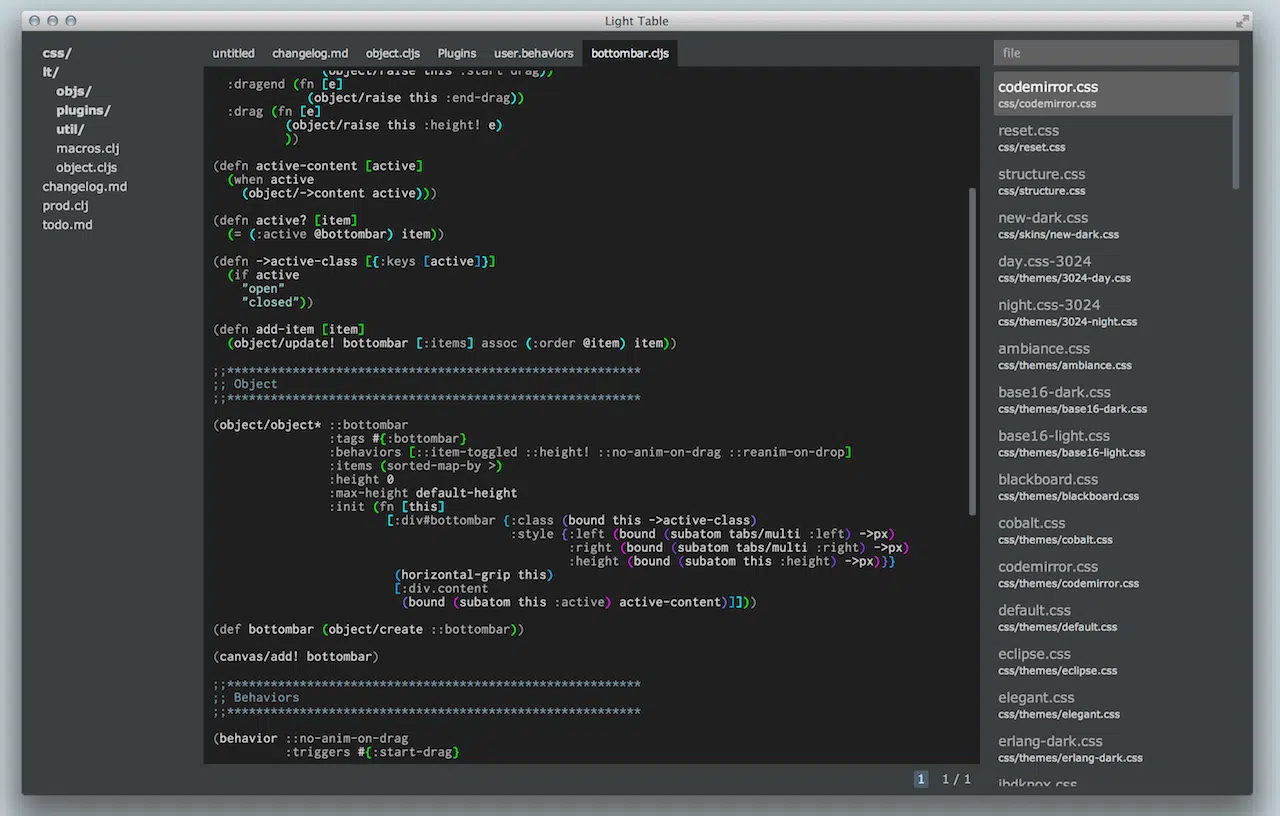 Light Table
css/
lt/
objs/
plugins/
util/
macros.clj
object.cljs
changelog.md
prod.clj
todo.md
untitled changelog.md object.cljs Plugins user.behaviors bottombar.cljs
(object/raise this :start-drag))
:dragend (fn [e]
(object/raise this :end-drag))
:drag (fn [e]
(object/raise this :height! e)
))
(defn active-content [active]
(when active
(object/->content active)))
(defn active? [item]
(= (:active @bottombar) item))
(defn ->active-class [{:keys [active]}]
(if active
"open"
"closed"))
(defn add-item [item]
(object/update! bottombar [:items] assoc (:order @item) item))
;;*********************************************************
;; Object
;;*********************************************************
(object/object* ::bottombar
:tags #{:bottombar}
:behaviors [::item-toggled ::height! ::no-anim-on-drag ::reanim-on-drop]
:items (sorted-map-by >)
:height 0
:max-height default-height
:init (fn [this]
[:div#bottombar {:class (bound this ->active-class)
:style {:left (bound (subatom tabs/multi :left) ->px)
:right (bound (subatom tabs/multi :right) ->px)
:height (bound (subatom this :height) ->px)}}
(horizontal-grip this)
[:div.content
(bound (subatom this :active) active-content)]]))
(def bottombar (object/create ::bottombar))
(canvas/add! bottombar)
;;*********************************************************
;; Behaviors
;;*********************************************************
(behavior ::no-anim-on-drag
:triggers #{:start-drag}
1 1 / 1
file
codemirror.css
css/codemirror.css
reset.css
css/reset.css
structure.css
css/structure.css
new-dark.css
css/skins/new-dark.css
day.css-3024
css/themes/3024-day.css
night.css-3024
css/themes/3024-night.css
ambiance.css
css/themes/ambiance.css
base16-dark.css
css/themes/base16-dark.css
base16-light.css
css/themes/base16-light.css
blackboard.css
css/themes/blackboard.css
cobalt.css
css/themes/cobalt.css
codemirror.css
css/themes/codemirror.css
default.css
css/themes/default.css
eclipse.css
css/themes/eclipse.css
elegant.css
css/themes/elegant.css
erlang-dark.css
css/themes/erlang-dark.css
ibdknox.css